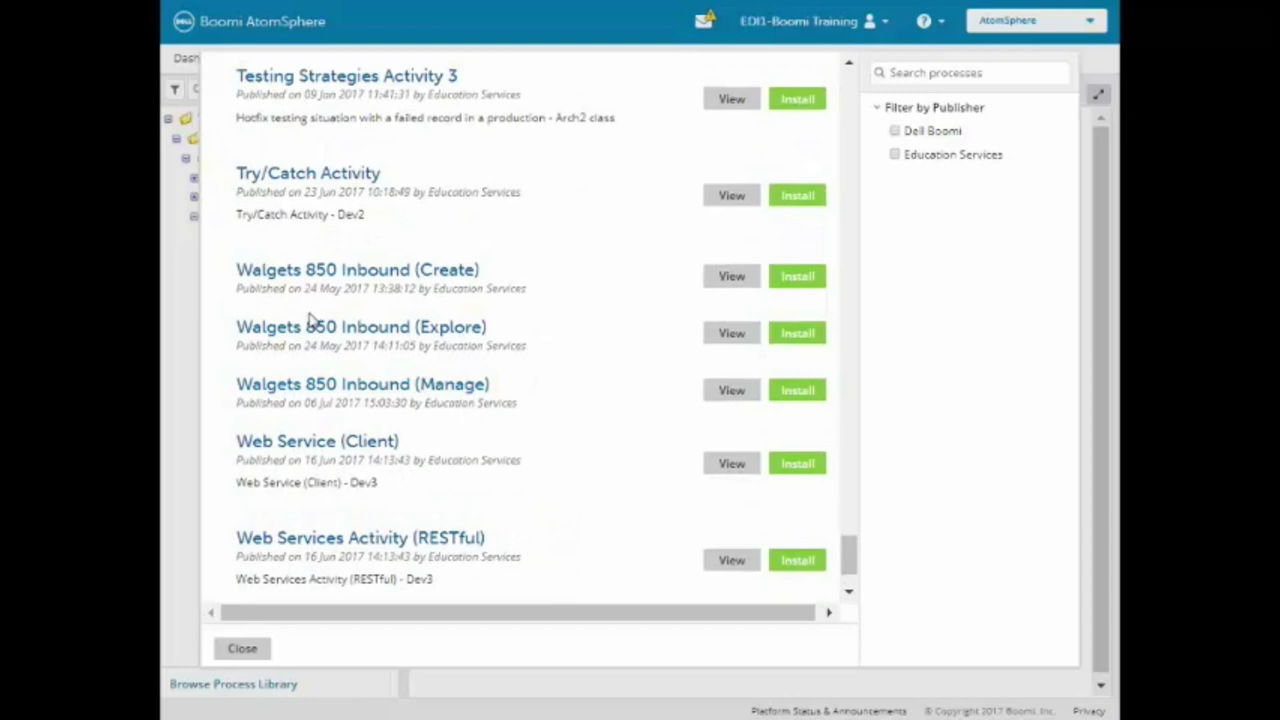 DELL Boomi AtomSphere
EDI1-Boomi Training
AtomSphere
Dash
Testing Strategies Activity 3
Published on 09 Jan 2017 11:41:31 by Education Services
Hotfix testing situation with a failed record in a production - Arch2 class
View
Install
Try/Catch Activity
Published on 23 Jun 2017 10:18:49 by Education Services
Try/Catch Activity - Dev2
View
Install
Walgets 850 Inbound (Create)
Published on 24 May 2017 13:38:12 by Education Services
View
Install
Walgets 850 Inbound (Explore)
Published on 24 May 2017 14:11:05 by Education Services
View
Install
Walgets 850 Inbound (Manage)
Published on 06 Jul 2017 15:03:30 by Education Services
View
Install
Web Service (Client)
Published on 16 Jun 2017 14:13:43 by Education Services
Web Service (Client) - Dev3
View
Install
Web Services Activity (RESTful)
Published on 16 Jun 2017 14:13:43 by Education Services
Web Services Activity (RESTful) - Dev3
View
Install
Close
Search processes
Filter by Publisher
Dell Boomi
Education Services
Browse Process Library
Platform Status & Announcements © Copyright 2017 Boomi, Inc. Privacy